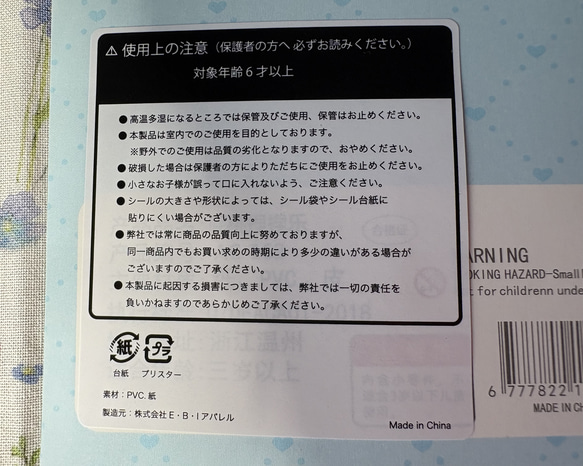 ⚠ 使用上の注意（保護者の方へ 必ずお読みください。）
対象年齢６才以上
●高温多湿になるところでは保管及びご使用、保管はお止めください。
●本製品は室内でのご使用を目的としております。
※野外でのご使用は品質の劣化となりますので、おやめください。
●破損した場合は保護者の方によりただちにご使用をお止めください。
●小さなお子様が誤って口に入れないよう、ご注意ください。
●シールの大きさや形状によっては、シール袋やシール台紙に
貼りにくい場合がございます。
●弊社では常に商品の品質向上に努めておりますが、
同一商品内でもお買い求めの時期により多少の違いがある場合が
ございますのでご了承ください。
●本製品に起因する損害につきましては、弊社では一切の責任を
負いかねますのであらかじめご了承ください。
紙 プラ
台紙 プリスター
素材：PVC. 紙
製造元：株式会社E・B・Iアパレル
Made in China
ARNING
OKING HAZARD-Small
t for childrenn unde
6 777822 1
MADE IN CH
2018
浙江温州
三岁以上